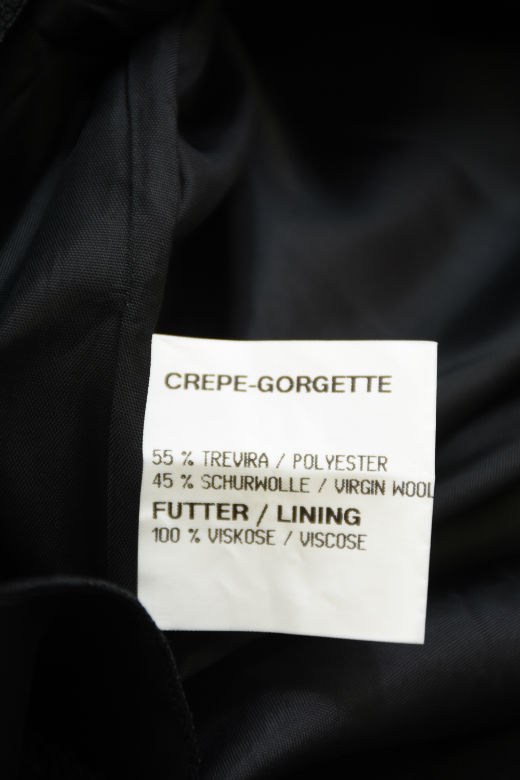 CREPE-GORGETTE
55 % TREVIRA / POLYESTER
45 % SCHURWOLLE / VIRGIN WOOL
FUTTER / LINING
100 % VISKOSE / VISCOSE